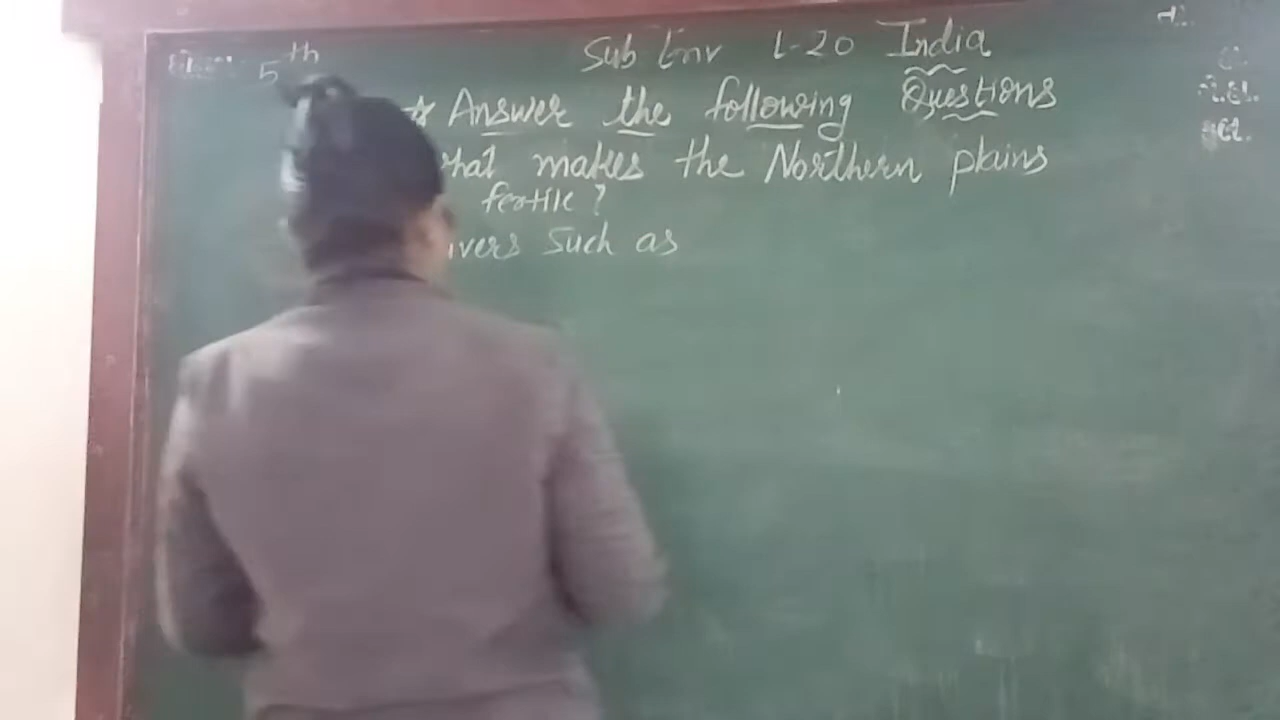 5th
Sub Env L-20 India
* Answer the following Questions
hat makes the Northern plains
fertile ?
ivers such as